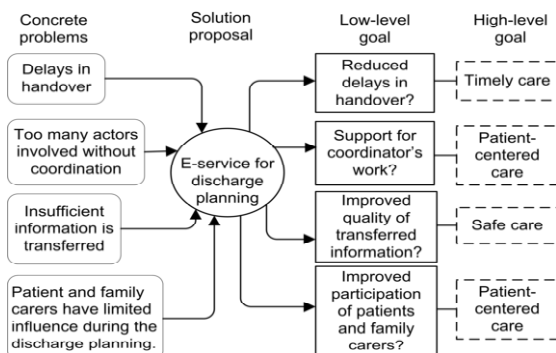 Concrete
problems
Solution
proposal
Low-level
goal
High-level
goal
Delays in
handover
Too many actors
involved without
coordination
Insufficient
information is
transferred
Patient and family
carers have limited
influence during the
discharge planning.
E-service for
discharge
planning
Reduced
delays in
handover?
Support for
coordinator's
work?
Improved
quality of
transferred
information?
Improved
participation
of patients
and family
carers?
Timely care
Patient-
centered
care
Safe care
Patient-
centered
care